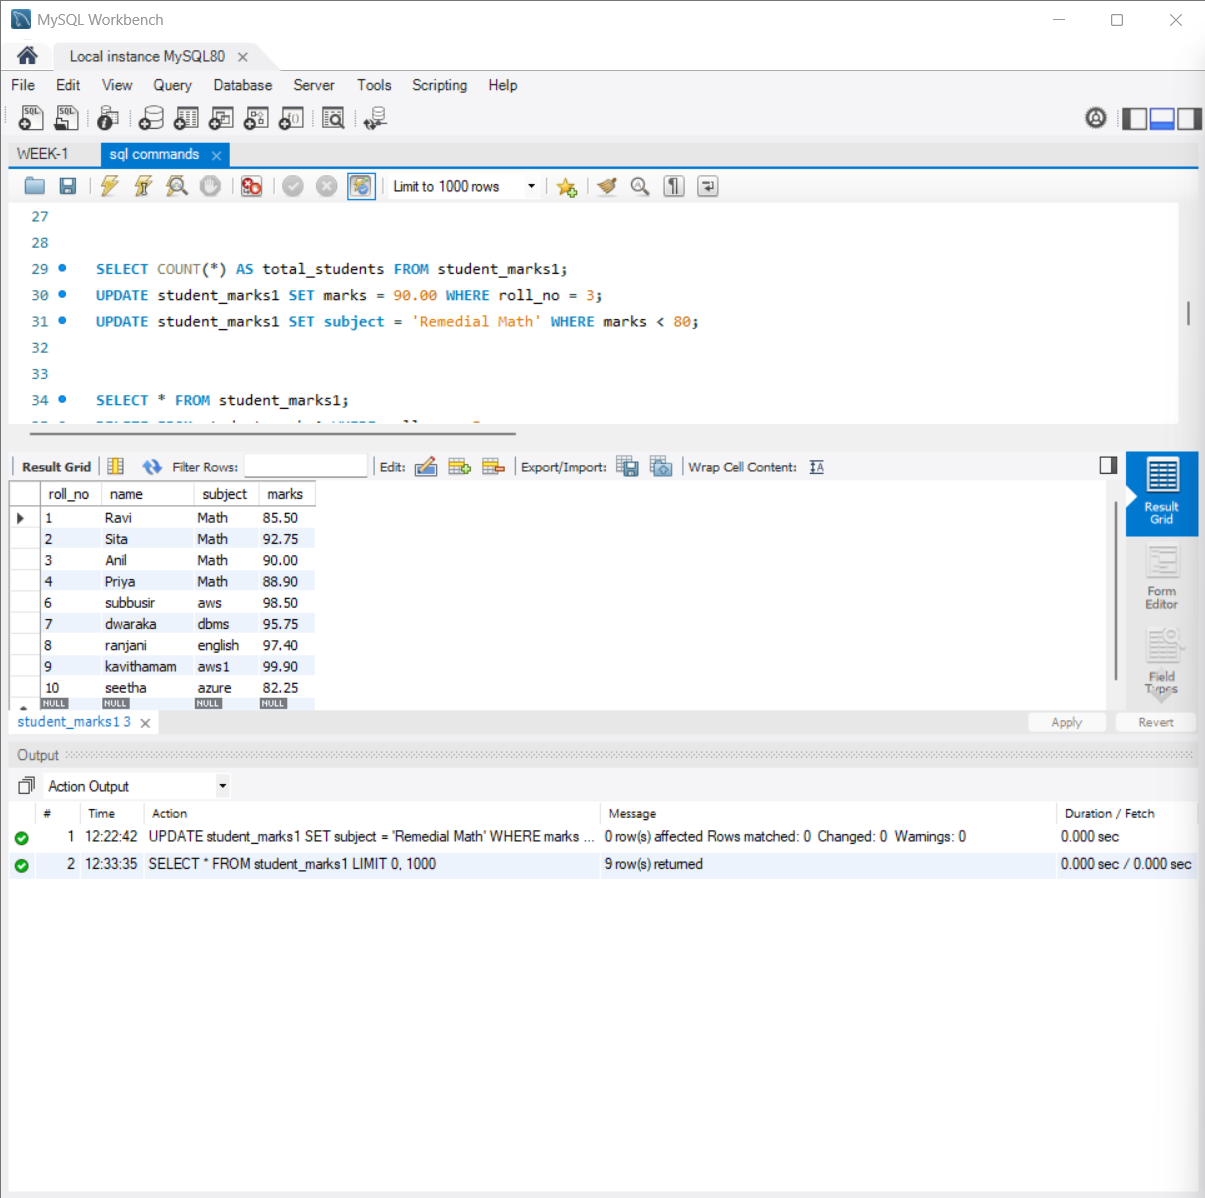 MySQL Workbench
Local instance MySQL80
File Edit View Query Database Server Tools Scripting Help
WEEK-1 sql commands
Limit to 1000 rows
27
28
29 SELECT COUNT(*) AS total_students FROM student_marks1;
30 UPDATE student_marks1 SET marks = 90.00 WHERE roll_no = 3;
31 UPDATE student_marks1 SET subject = 'Remedial Math' WHERE marks < 80;
32
33
34 SELECT * FROM student_marks1;
Result Grid Filter Rows: Edit: Export/Import: Wrap Cell Content:
roll_no name subject marks
1 Ravi Math 85.50
2 Sita Math 92.75
3 Anil Math 90.00
4 Priya Math 88.90
6 subbusir aws 98.50
7 dwaraka dbms 95.75
8 ranjani english 97.40
9 kavithamam aws1 99.90
10 seetha azure 82.25
NULL NULL NULL NULL
Result
Grid
Form
Editor
Field
Types
student_marks1 3 Apply Revert
Output
Action Output
# Time Action Message Duration / Fetch
1 12:22:42 UPDATE student_marks1 SET subject = 'Remedial Math' WHERE marks ... 0 row(s) affected Rows matched: 0 Changed: 0 Warnings: 0 0.000 sec
2 12:33:35 SELECT * FROM student_marks1 LIMIT 0, 1000 9 row(s) returned 0.000 sec / 0.000 sec